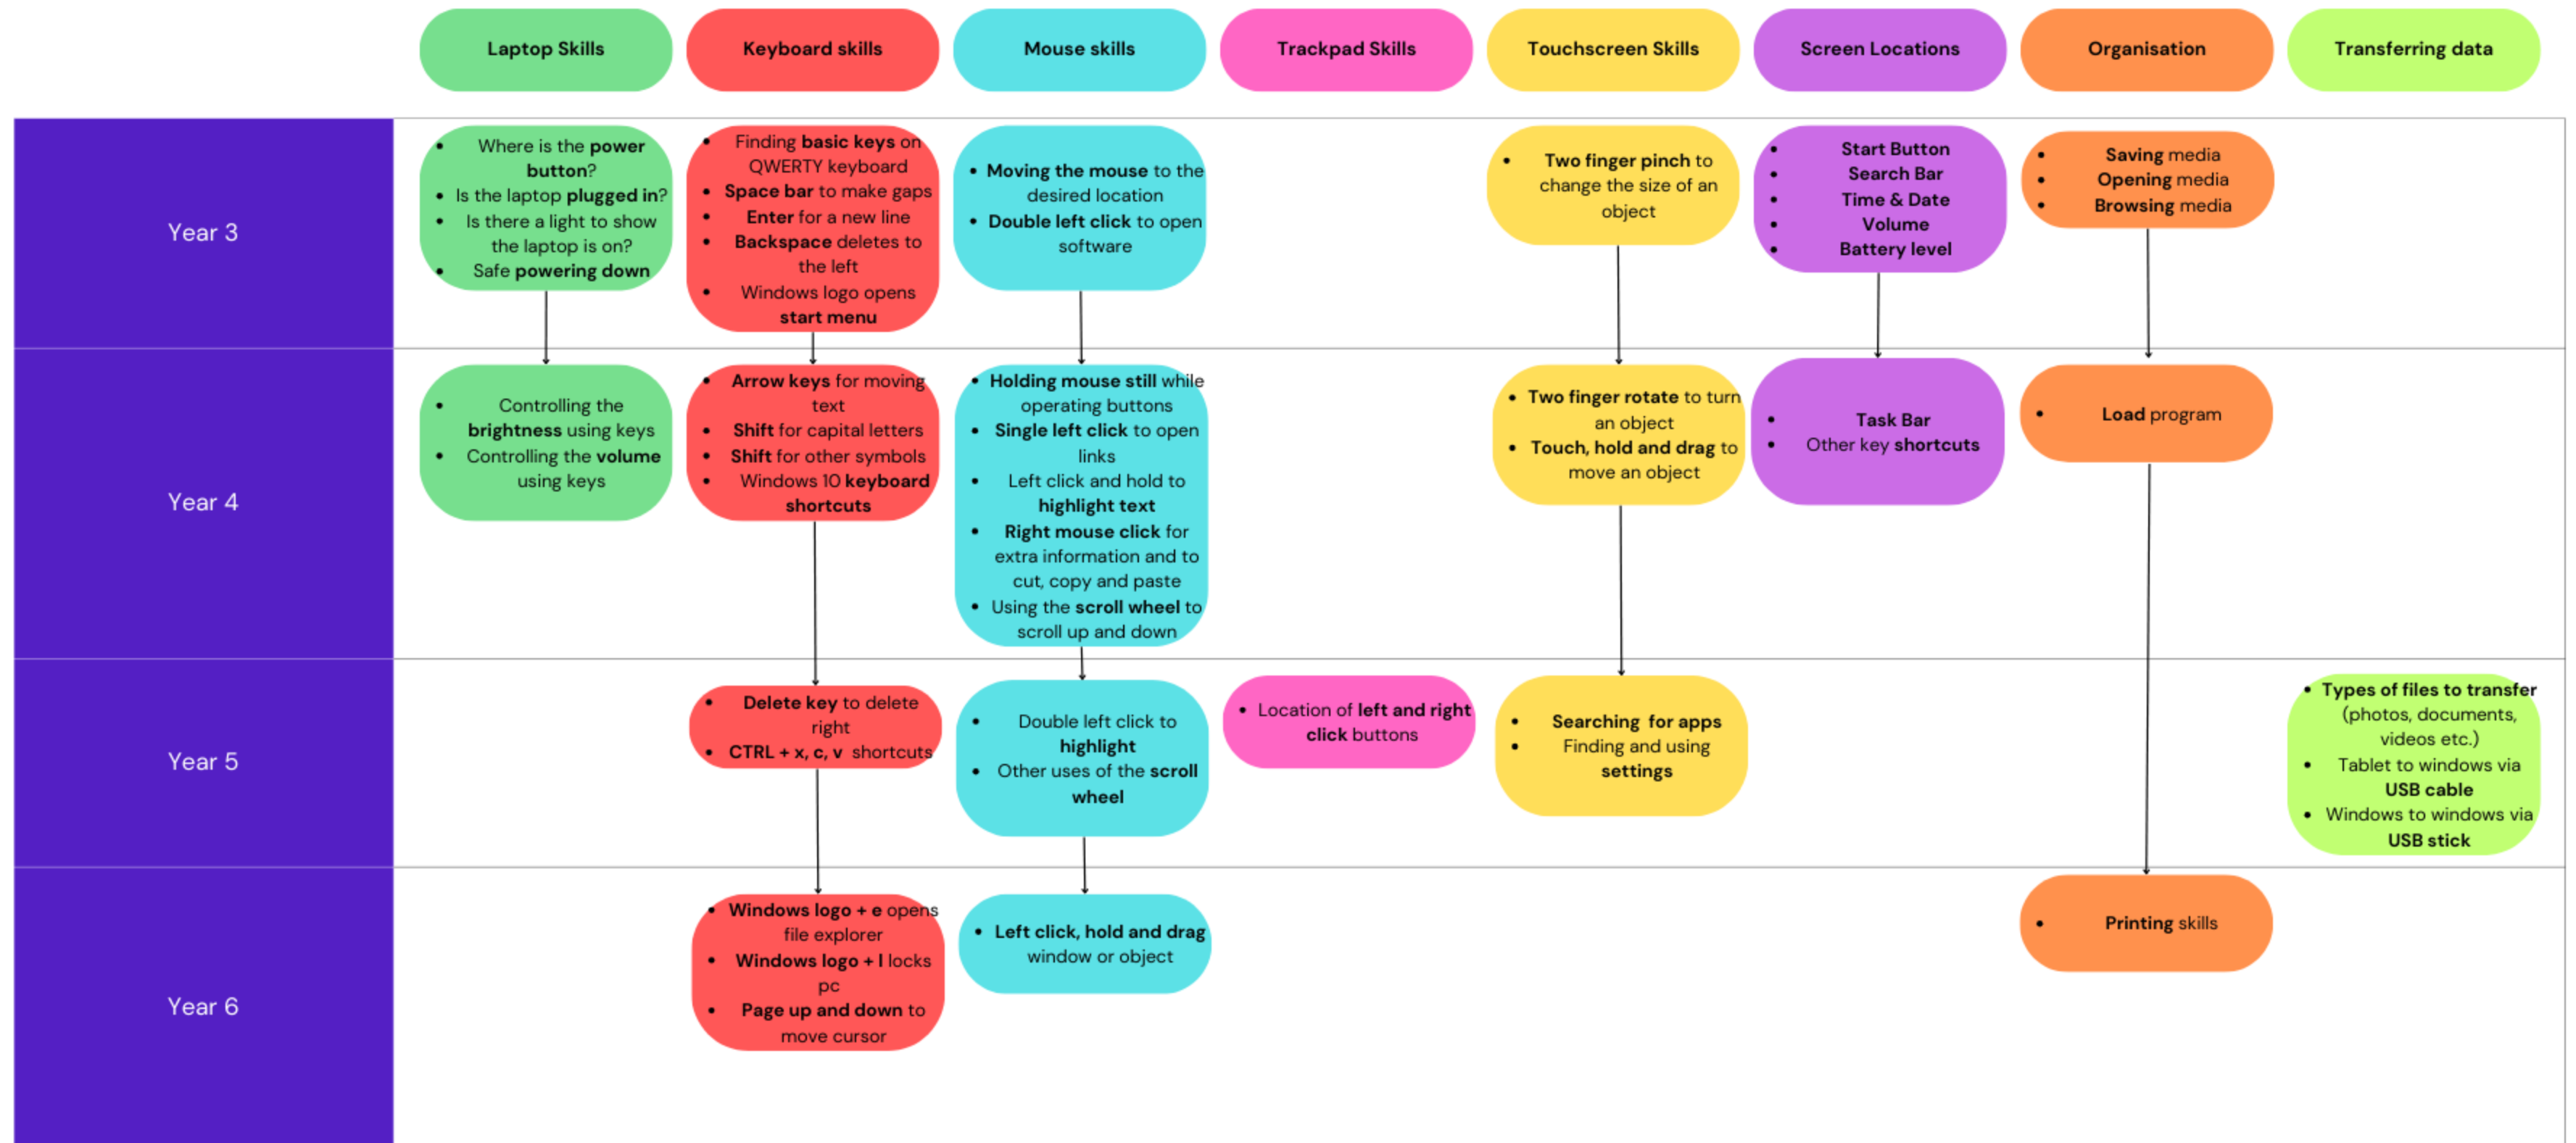 Laptop Skills
Keyboard skills
Mouse skills
Trackpad Skills
Touchscreen Skills
Screen Locations
Organisation
Transferring data
Year 3
• Where is the power
button?
• Is the laptop plugged in?
• Is there a light to show
the laptop is on?
• Safe powering down
• Finding basic keys on
QWERTY keyboard
• Space bar to make gaps
• Enter for a new line
• Backspace deletes to
the left
• Windows logo opens
start menu
• Moving the mouse to the
desired location
• Double left click to open
software
• Two finger pinch to
change the size of an
object
• Start Button
• Search Bar
• Time & Date
• Volume
• Battery level
• Saving media
• Opening media
• Browsing media
Year 4
• Controlling the
brightness using keys
• Controlling the volume
using keys
• Arrow keys for moving
text
• Shift for capital letters
• Shift for other symbols
• Windows 10 keyboard
shortcuts
• Holding mouse still while
operating buttons
• Single left click to open
links
• Left click and hold to
highlight text
• Right mouse click for
extra information and to
cut, copy and paste
• Using the scroll wheel to
scroll up and down
• Two finger rotate to turn
an object
• Touch, hold and drag to
move an object
• Task Bar
• Other key shortcuts
• Load program
Year 5
• Delete key to delete
right
• CTRL + x, c, v shortcuts
• Double left click to
highlight
• Other uses of the scroll
wheel
• Location of left and right
click buttons
• Searching for apps
• Finding and using
settings
• Types of files to transfer
(photos, documents,
videos etc.)
• Tablet to windows via
USB cable
• Windows to windows via
USB stick
Year 6
• Windows logo + e opens
file explorer
• Windows logo + l locks
pc
• Page up and down to
move cursor
• Left click, hold and drag
window or object
• Printing skills